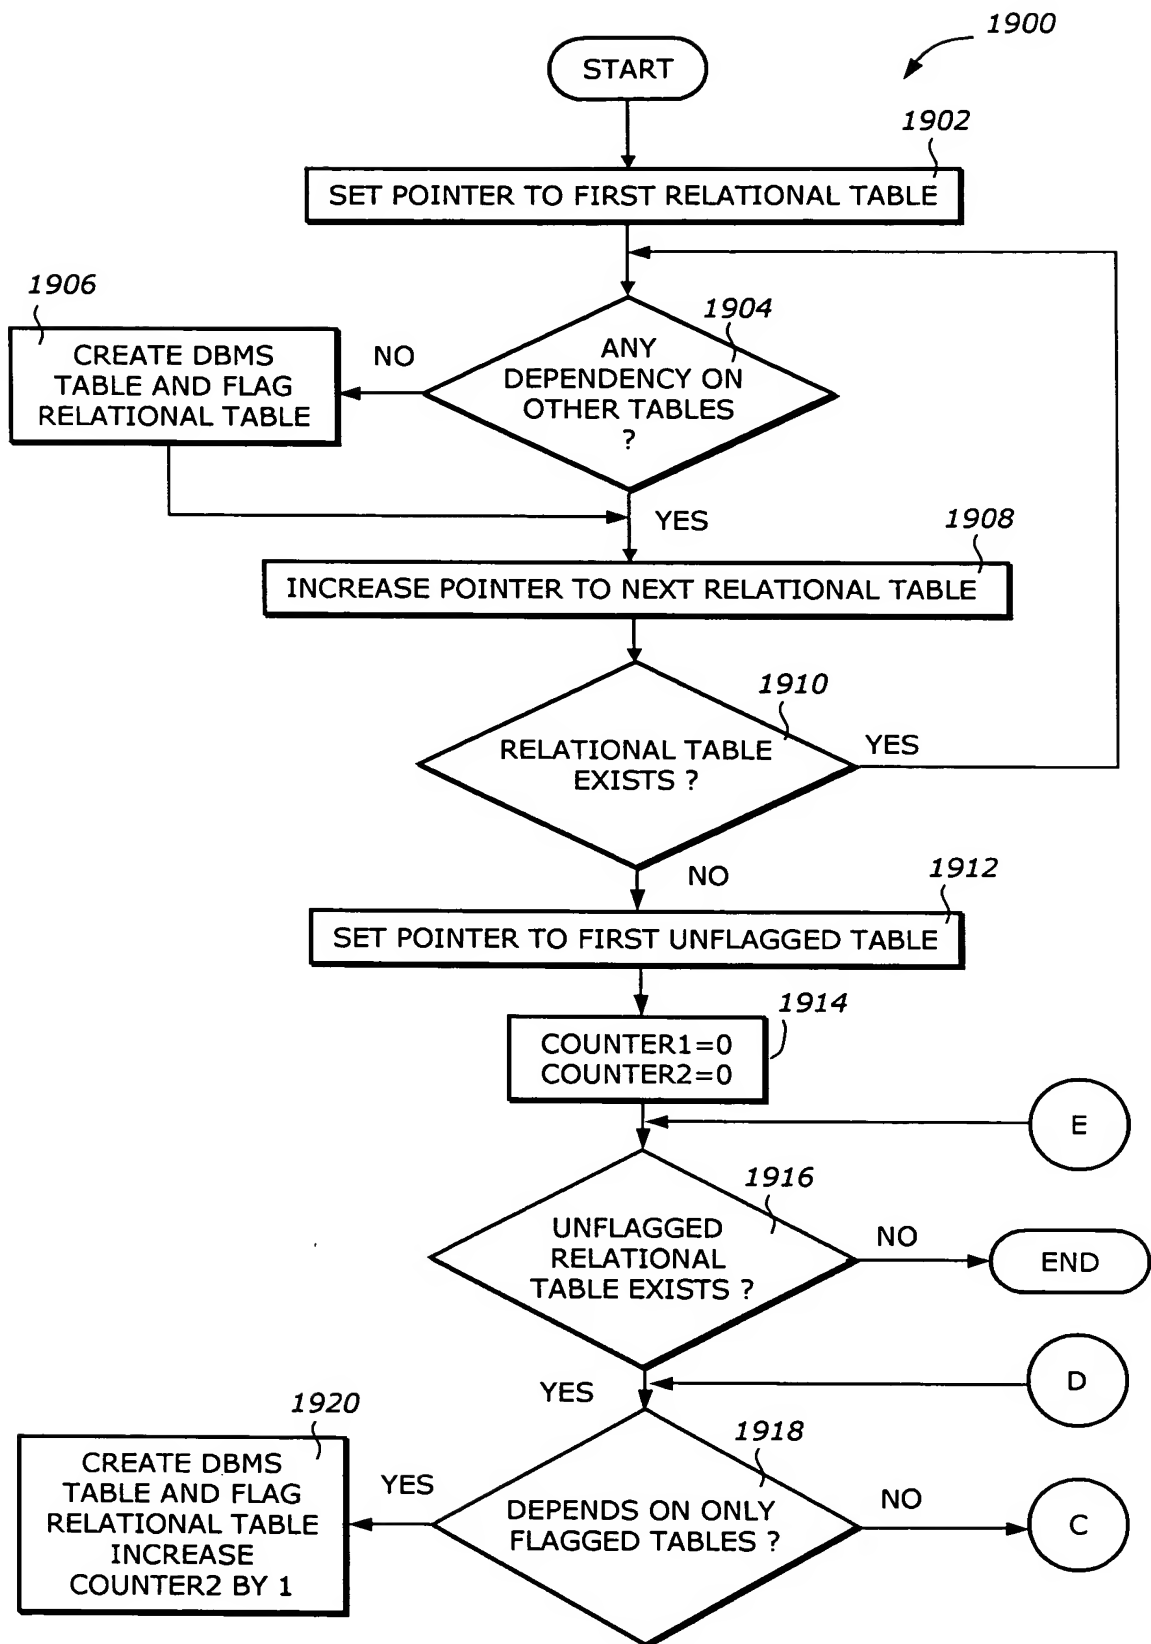 1900
START
1902
SET POINTER TO FIRST RELATIONAL TABLE
1906
CREATE DBMS
TABLE AND FLAG
RELATIONAL TABLE
NO
1904
ANY
DEPENDENCY ON
OTHER TABLES
?
YES
1908
INCREASE POINTER TO NEXT RELATIONAL TABLE
1910
RELATIONAL TABLE
EXISTS ?
YES
NO
1912
SET POINTER TO FIRST UNFLAGGED TABLE
1914
COUNTER1=0
COUNTER2=0
E
1916
UNFLAGGED
RELATIONAL
TABLE EXISTS ?
NO
END
YES
D
1920
CREATE DBMS
TABLE AND FLAG
RELATIONAL TABLE
INCREASE
COUNTER2 BY 1
YES
1918
DEPENDS ON ONLY
FLAGGED TABLES ?
NO
C